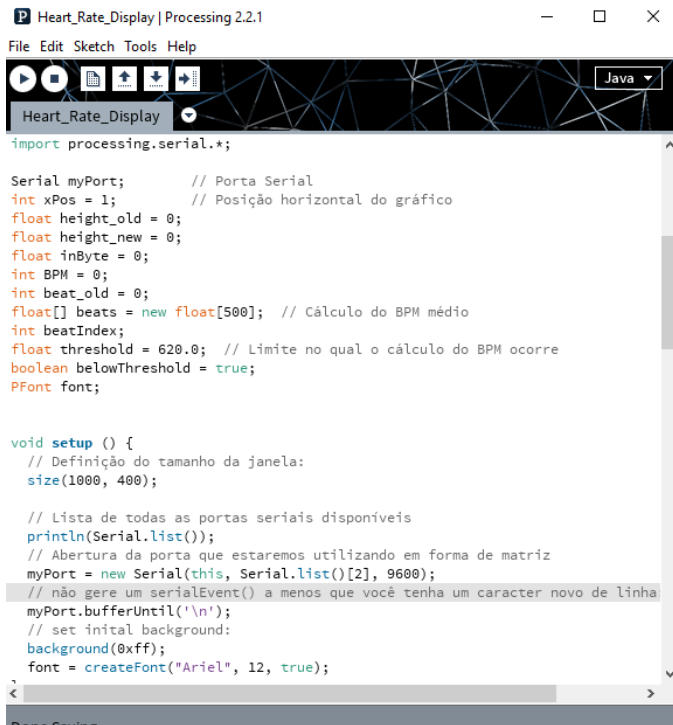 Heart_Rate_Display | Processing 2.2.1
File Edit Sketch Tools Help
Java
Heart_Rate_Display
import processing.serial.*;
Serial myPort;        // Porta Serial
int xPos = 1;         // Posição horizontal do gráfico
float height_old = 0;
float height_new = 0;
float inByte = 0;
int BPM = 0;
int beat_old = 0;
float[] beats = new float[500];  // Cálculo do BPM médio
int beatIndex;
float threshold = 620.0;  // Limite no qual o cálculo do BPM ocorre
boolean belowThreshold = true;
PFont font;
void setup () {
  // Definição do tamanho da janela:
  size(1000, 400);
  // Lista de todas as portas seriais disponíveis
  println(Serial.list());
  // Abertura da porta que estaremos utilizando em forma de matriz
  myPort = new Serial(this, Serial.list()[2], 9600);
  // não gere um serialEvent() a menos que você tenha um caracter novo de linha
  myPort.bufferUntil('\n');
  // set inital background:
  background(0xff);
  font = createFont("Ariel", 12, true);
Done Saving